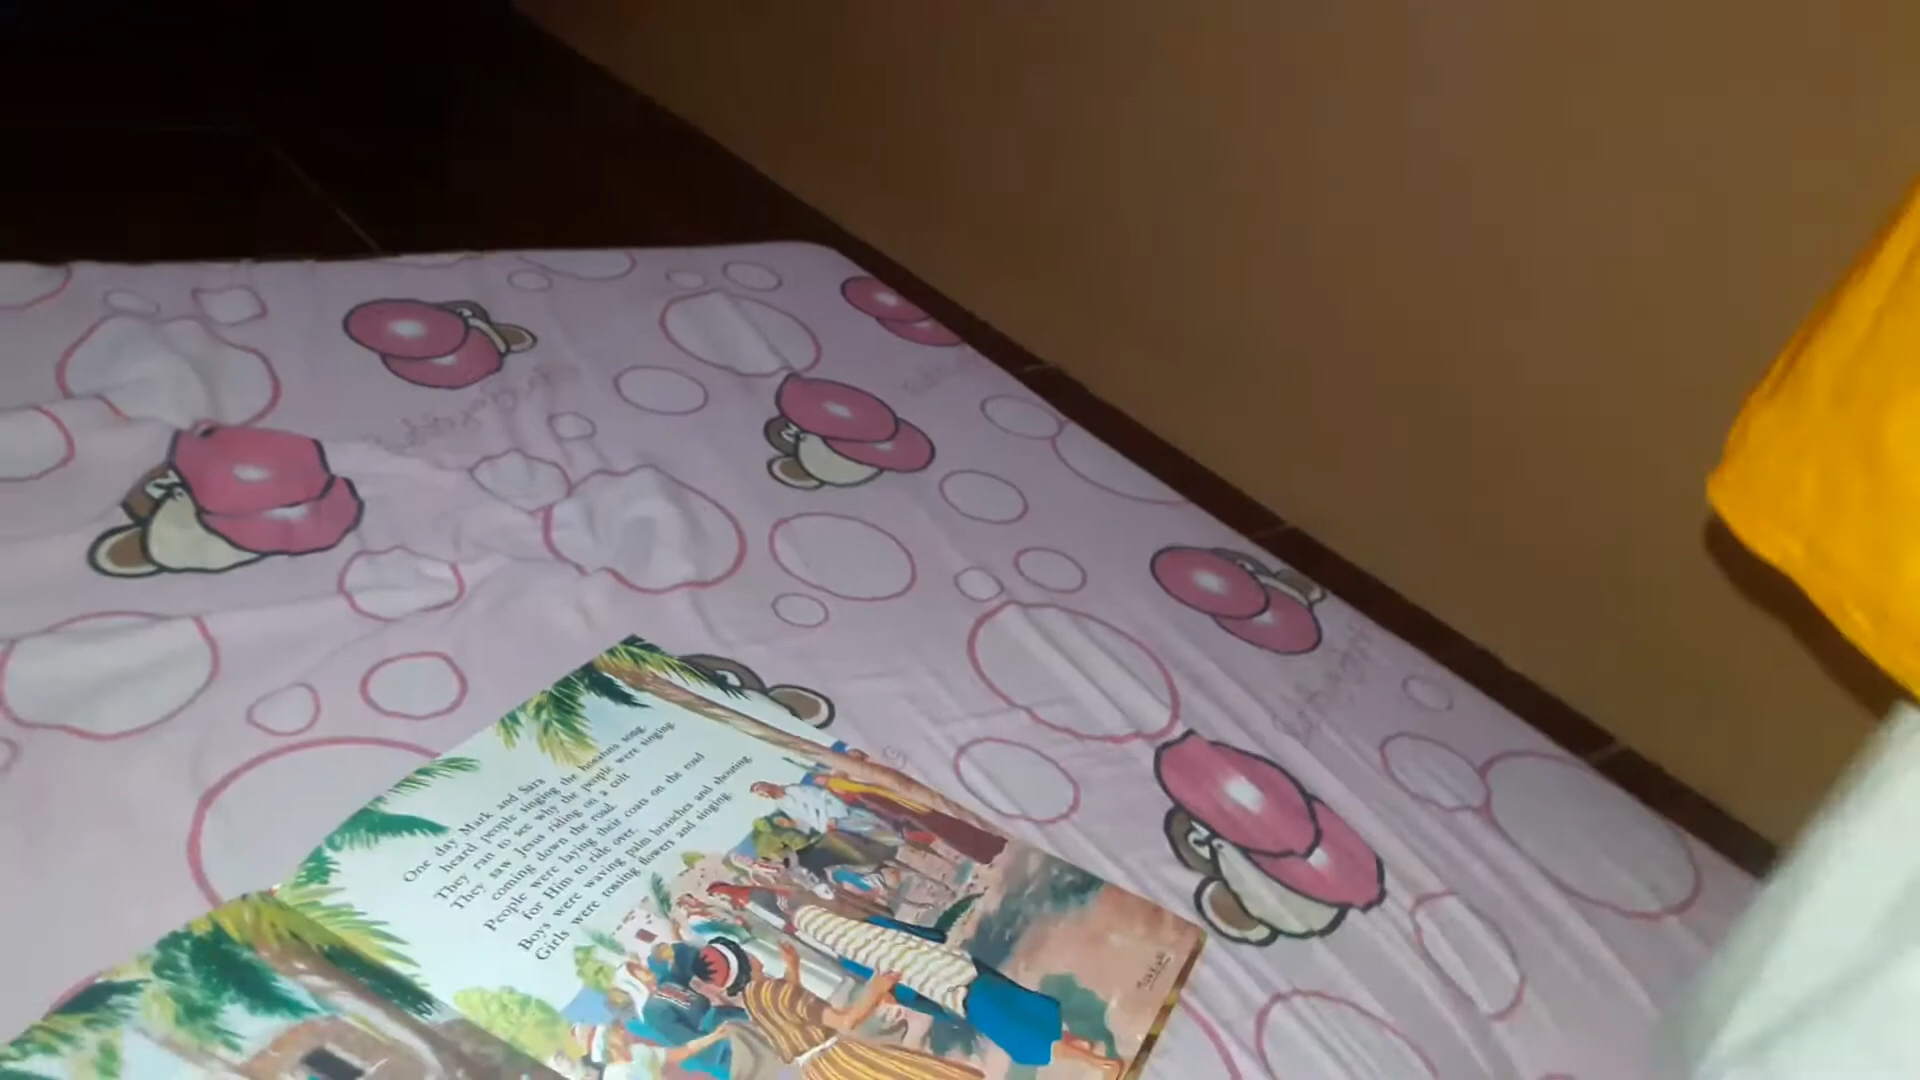 One day Mark and Sara
heard people singing the hosanna song.
They ran to see why the people were singing.
They saw Jesus riding on a colt
coming down the road.
People were laying their coats on the road
for Him to ride over.
Boys were waving palm branches and shouting
Girls were tossing flowers and singing.